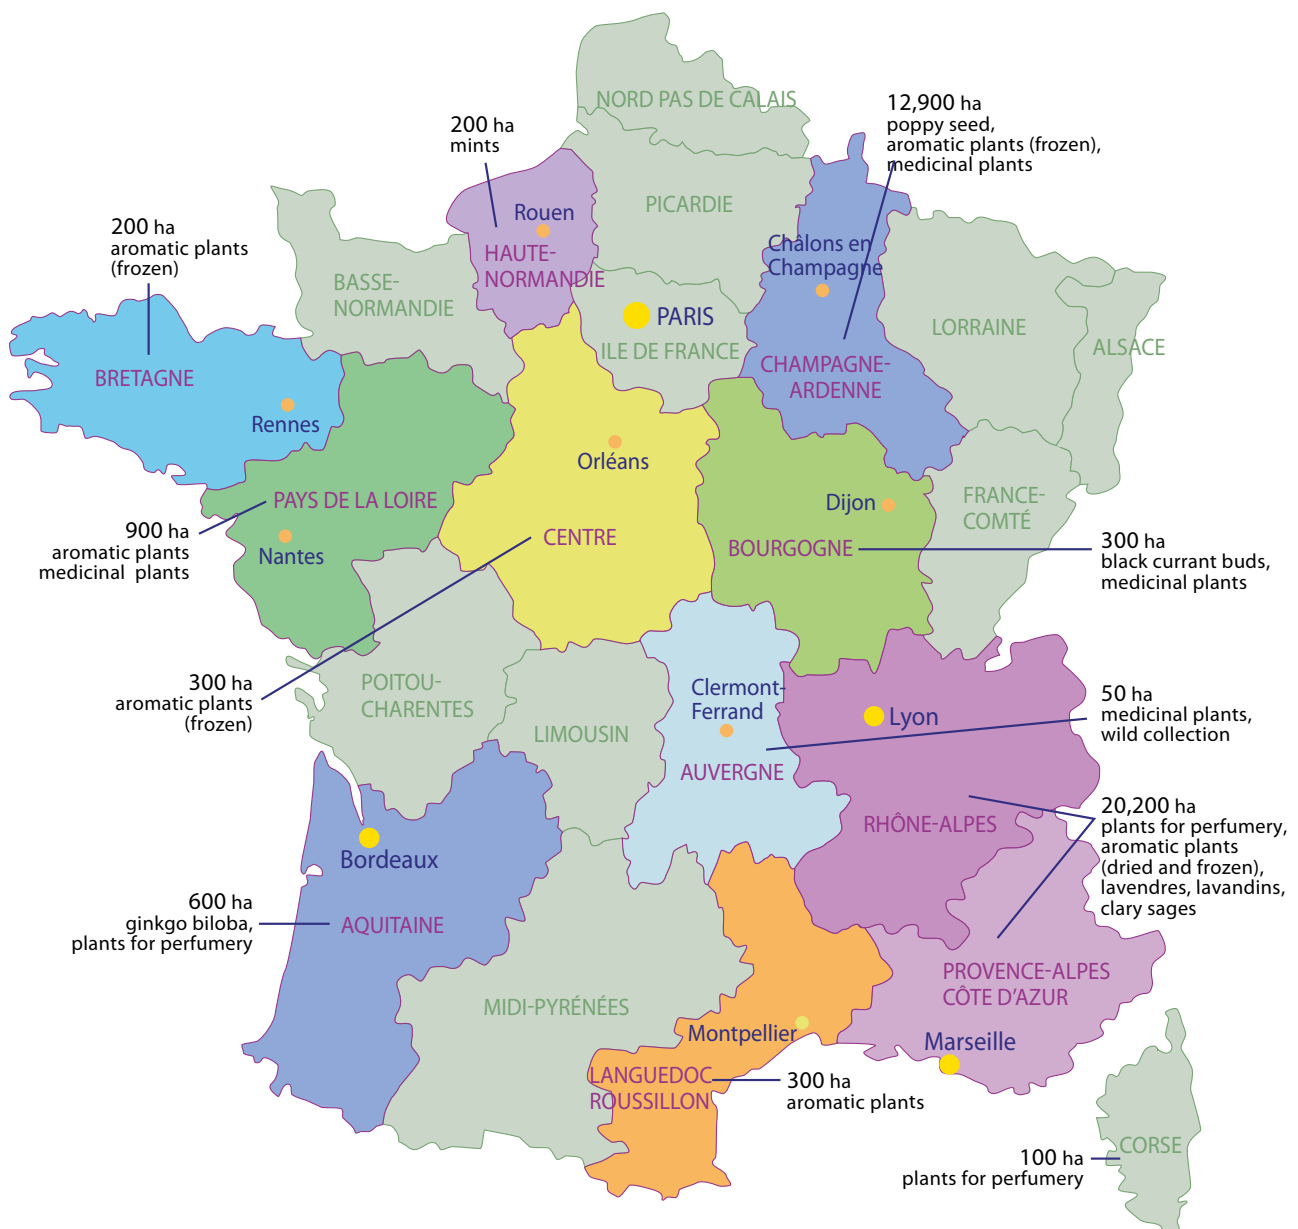 NORD PAS DE CALAIS
12,900 ha
poppy seed,
aromatic plants (frozen),
medicinal plants
200 ha
mints
PICARDIE
Rouen
HAUTE-
NORMANDIE
200 ha
aromatic plants
(frozen)
BASSE-
NORMANDIE
Châlons en
Champagne
PARIS
ILE DE FRANCE
LORRAINE
ALSACE
CHAMPAGNE-
ARDENNE
BRETAGNE
Rennes
Orléans
PAYS DE LA LOIRE
Nantes
900 ha
aromatic plants
medicinal plants
CENTRE
Dijon
BOURGOGNE
FRANCE-
COMTÉ
300 ha
black currant buds,
medicinal plants
300 ha
aromatic plants
(frozen)
POITOU-
CHARENTES
LIMOUSIN
Clermont-
Ferrand
AUVERGNE
Lyon
50 ha
medicinal plants,
wild collection
RHÔNE-ALPES
20,200 ha
plants for perfumery,
aromatic plants
(dried and frozen),
lavendres, lavandins,
clary sages
Bordeaux
600 ha
ginkgo biloba,
plants for perfumery
AQUITAINE
MIDI-PYRÉNÉES
PROVENCE-ALPES
CÔTE D'AZUR
Montpellier
Marseille
LANGUEDOC
ROUSSILLON
300 ha
aromatic plants
CORSE
100 ha
plants for perfumery